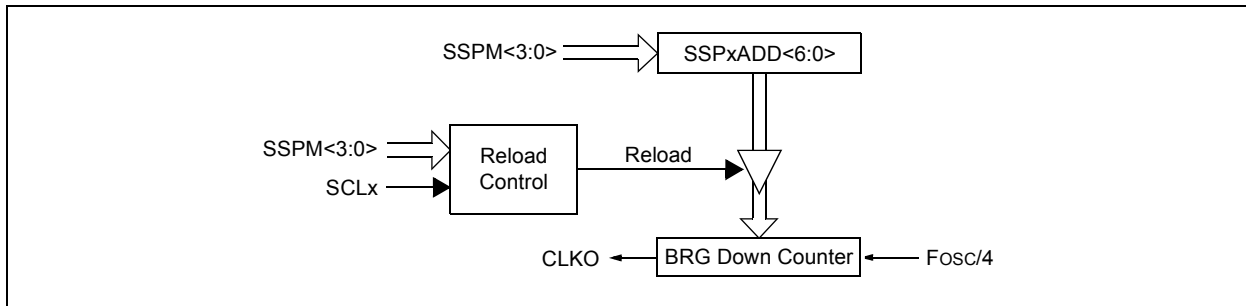 SSPM<3:0>
SSPxADD<6:0>
SSPM<3:0>
SCLx
Reload
Control
Reload
CLKO
BRG Down Counter
FOSC/4